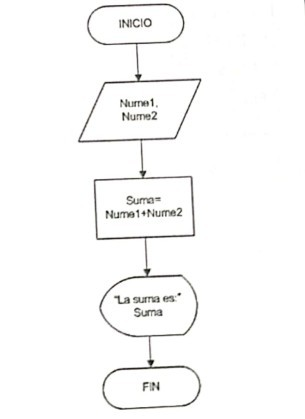 INICIO
Nume1,
Nume2
Suma=
Nume1+Nume2
"La suma es:"
Suma
FIN